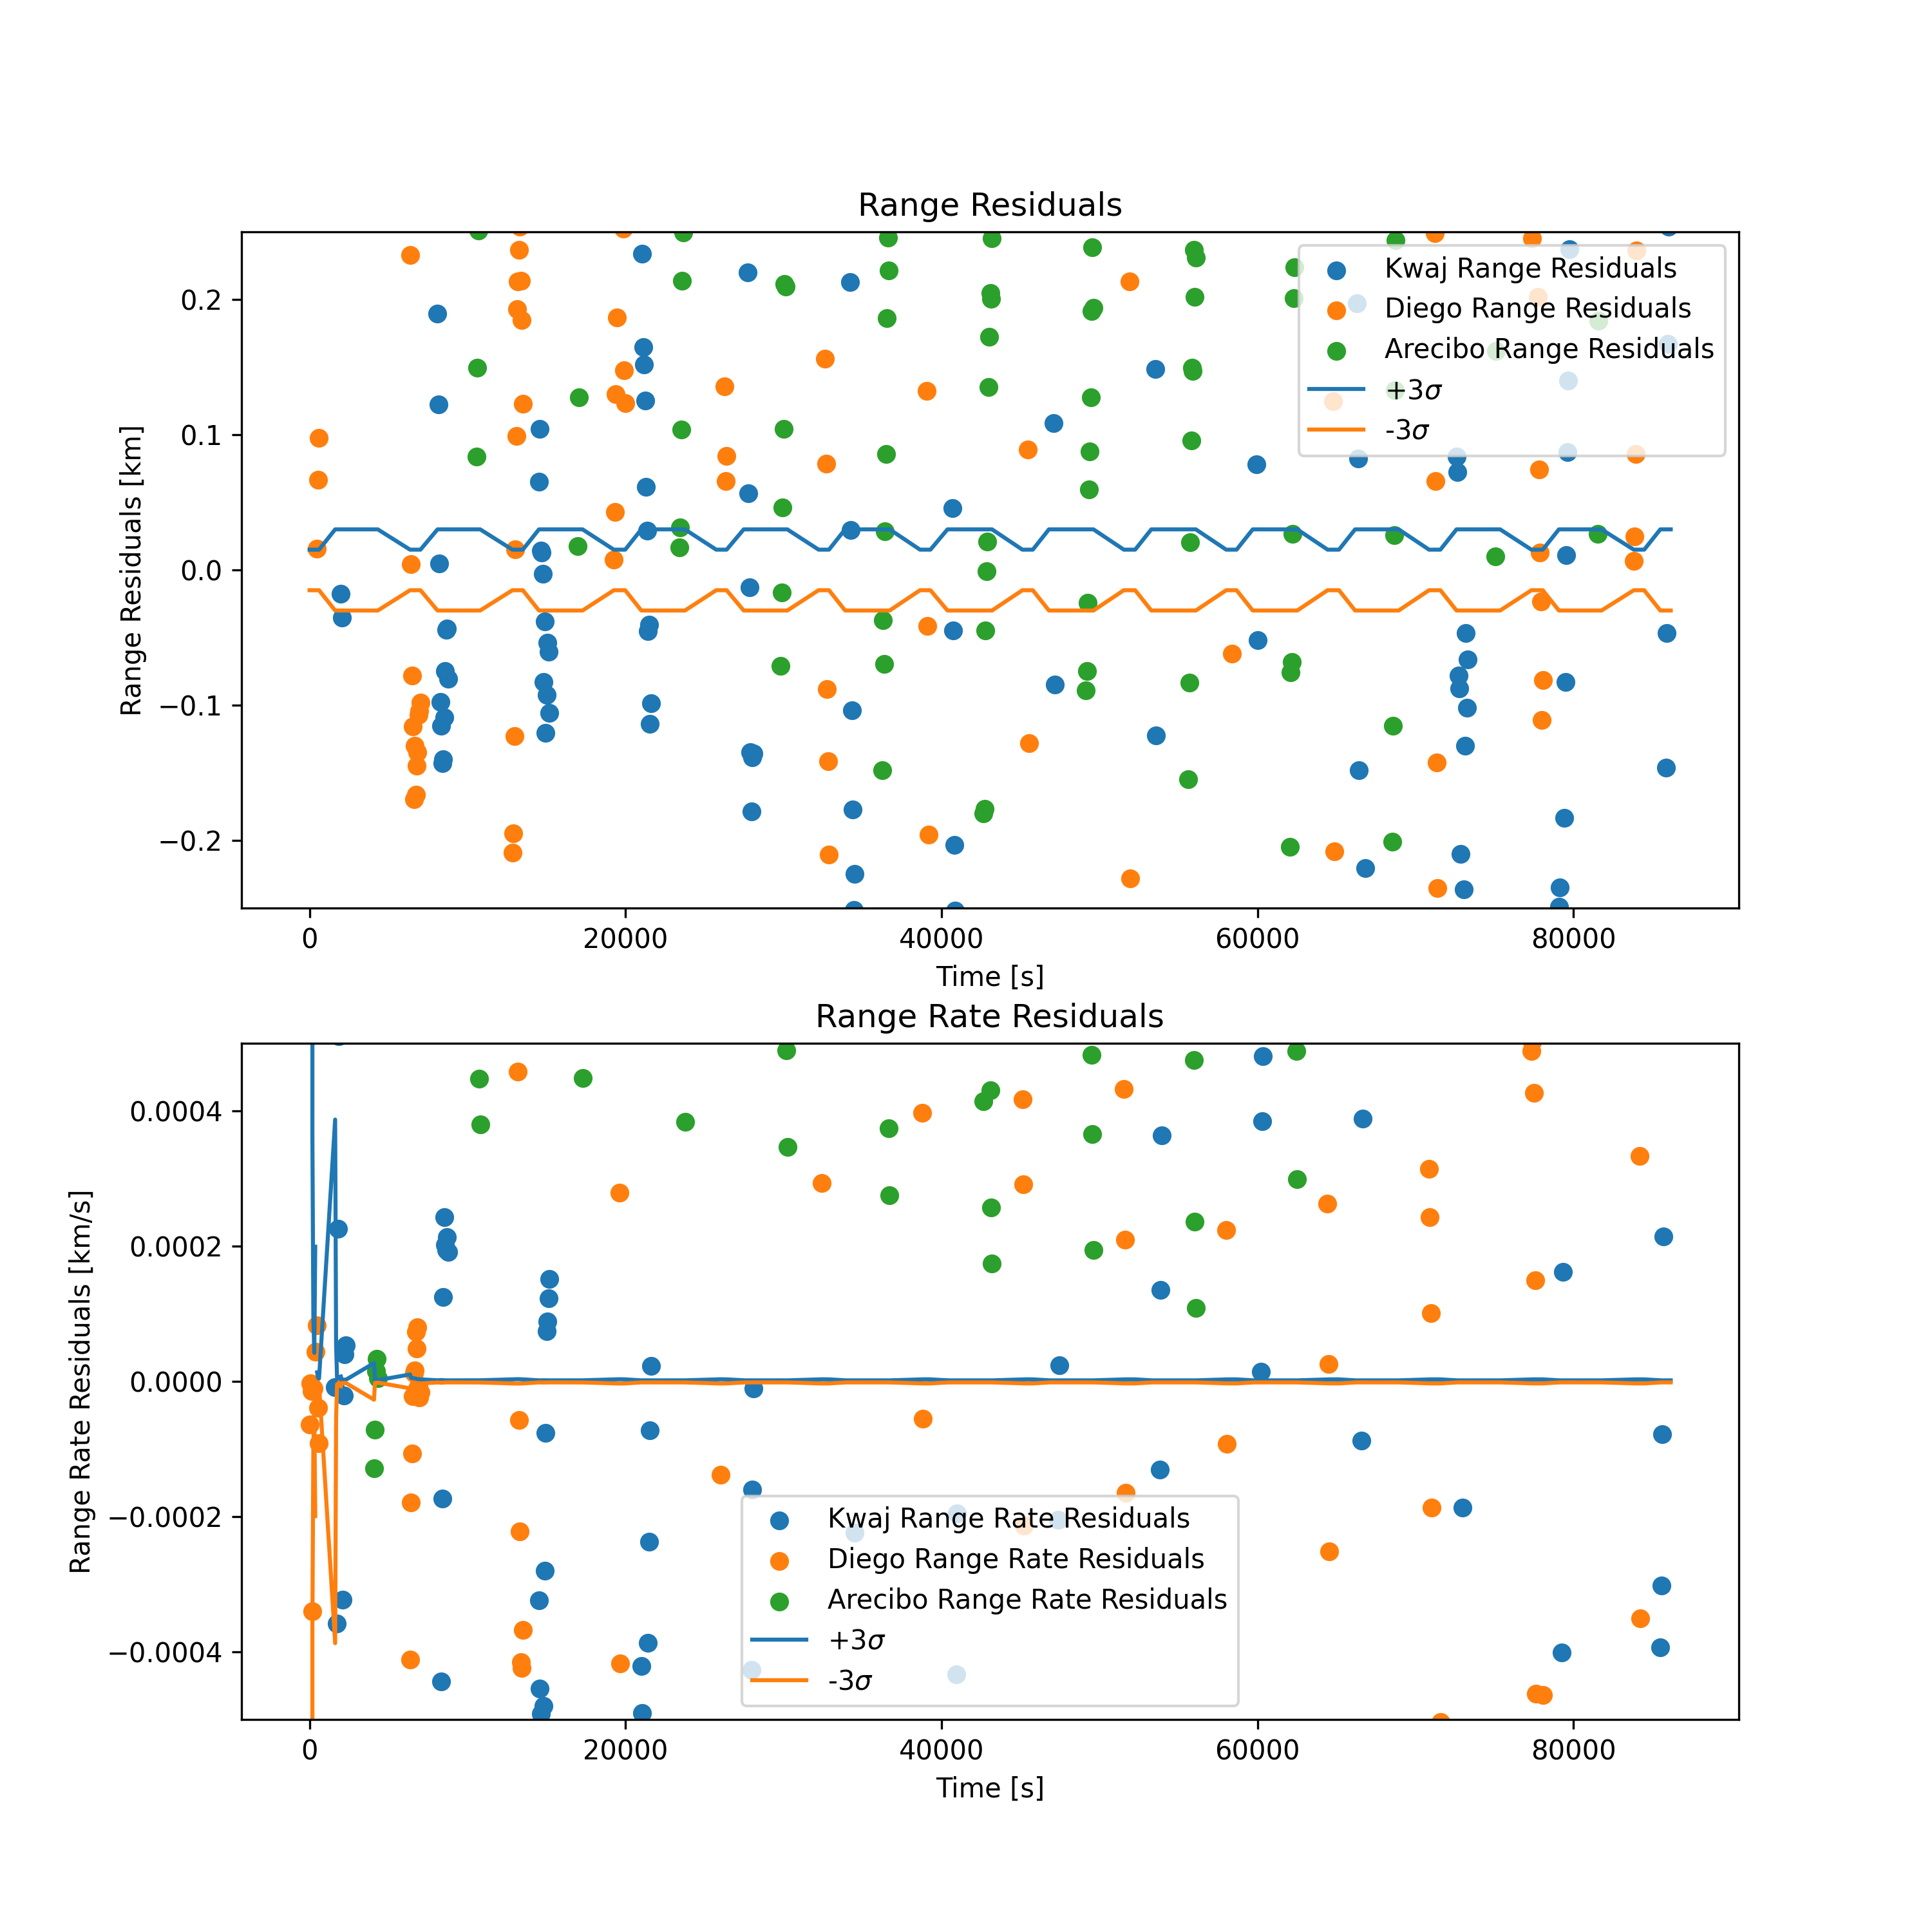 Range Residuals
Range Residuals [km]
0.2
0.1
0.0
−0.1
−0.2
Kwaj Range Residuals
Diego Range Residuals
Arecibo Range Residuals
+3σ
-3σ
0 20000 40000 60000 80000
Time [s]
Range Rate Residuals
Range Rate Residuals [km/s]
0.0004
0.0002
0.0000
−0.0002
−0.0004
Kwaj Range Rate Residuals
Diego Range Rate Residuals
Arecibo Range Rate Residuals
+3σ
-3σ
0 20000 40000 60000 80000
Time [s]